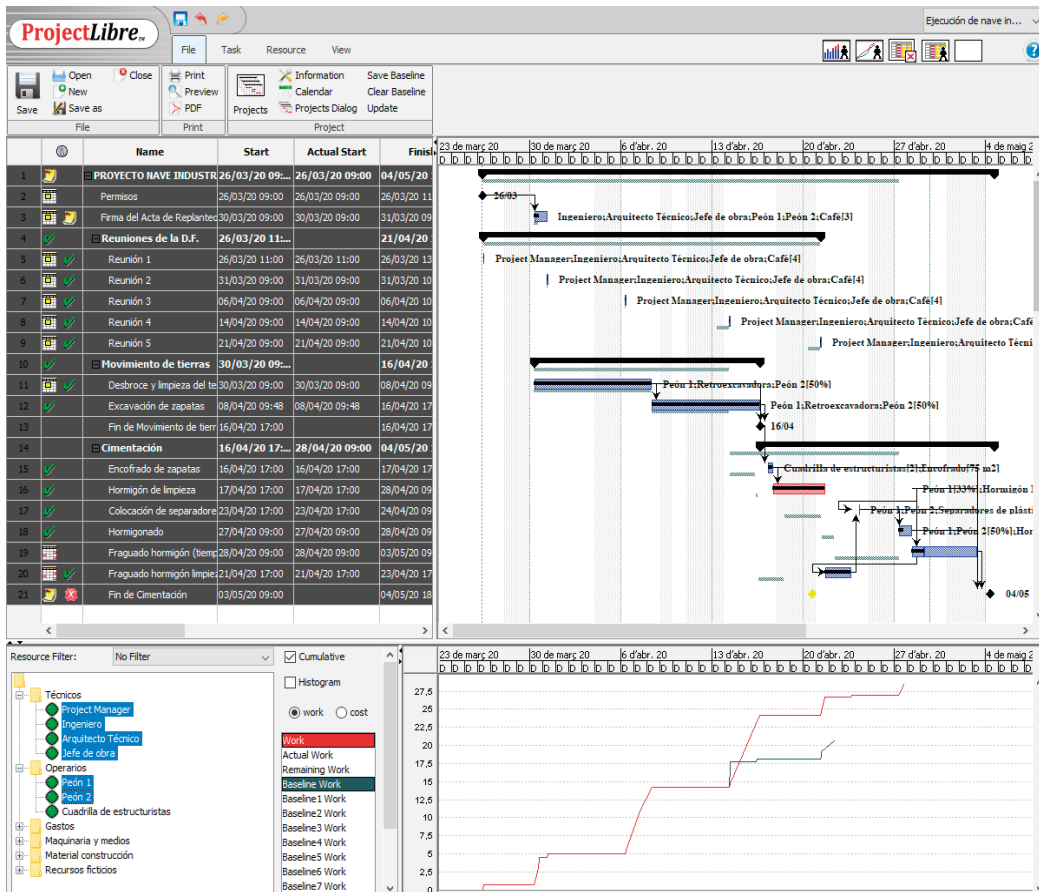 ProjectLibre™
Ejecución de nave in...
File Task Resource View
Open Close
New
Save as
Save
File
Print
Preview
PDF
Print
Projects
Information
Calendar
Projects Dialog
Save Baseline
Clear Baseline
Update
Project
Name Start Actual Start Finish
1 PROYECTO NAVE INDUSTR 26/03/20 09:... 26/03/20 09:00 04/05/20
2 Permisos 26/03/20 09:00 26/03/20 09:00 26/03/20 11
3 Firma del Acta de Replanteo 30/03/20 09:00 30/03/20 09:00 31/03/20 09
4 Reuniones de la D.F. 26/03/20 11:... 21/04/20
5 Reunión 1 26/03/20 11:00 26/03/20 11:00 26/03/20 13
6 Reunión 2 31/03/20 09:00 31/03/20 09:00 31/03/20 10
7 Reunión 3 06/04/20 09:00 06/04/20 09:00 06/04/20 10
8 Reunión 4 14/04/20 09:00 14/04/20 09:00 14/04/20 10
9 Reunión 5 21/04/20 09:00 21/04/20 09:00 21/04/20 10
10 Movimiento de tierras 30/03/20 09:... 16/04/20
11 Desbroce y limpieza del te 30/03/20 09:00 30/03/20 09:00 08/04/20 09
12 Excavación de zapatas 08/04/20 09:48 08/04/20 09:48 16/04/20 17
13 Fin de Movimiento de tierr 16/04/20 17:00 16/04/20 17
14 Cimentación 16/04/20 17:... 28/04/20 09:00 04/05/20
15 Encofrado de zapatas 16/04/20 17:00 16/04/20 17:00 17/04/20 17
16 Hormigón de limpieza 17/04/20 17:00 17/04/20 17:00 28/04/20 09
17 Colocación de separadore 23/04/20 17:00 23/04/20 17:00 24/04/20 09
18 Hormigonado 27/04/20 09:00 27/04/20 09:00 28/04/20 09
19 Fraguado hormigón (temp 28/04/20 09:00 28/04/20 09:00 03/05/20 09
20 Fraguado hormigón limpie: 21/04/20 17:00 21/04/20 17:00 23/04/20 17
21 Fin de Cimentación 03/05/20 09:00 04/05/20 18
23 de març 20 30 de març 20 6 d'abr. 20 13 d'abr. 20 20 d'abr. 20 27 d'abr. 20 4 de maig 2
26/03
Ingeniero;Arquitecto Técnico;Jefe de obra;Peón 1;Peón 2;Café[3]
Project Manager;Ingeniero;Arquitecto Técnico;Jefe de obra;Café[4]
Project Manager;Ingeniero;Arquitecto Técnico;Jefe de obra;Café[4]
Project Manager;Ingeniero;Arquitecto Técnico;Jefe de obra;Café[4]
Project Manager;Ingeniero;Arquitecto Técnico;Jefe de obra;Café
Project Manager;Ingeniero;Arquitecto Técni
Peón 1;Retroexcavadora;Peón 2[50%]
Peón 1;Retroexcavadora;Peón 2[50%]
16/04
Cuadrilla de estructuristas[2];Encofrado[75 m2]
Peón 1[33%];Hormigón
Peón 1;Peón 2;Separadores de plásti
Peón 1;Peón 2[50%];Hor
04/05
Resource Filter: No Filter
Técnicos
Project Manager
Ingeniero
Arquitecto Técnico
Jefe de obra
Operarios
Peón 1
Peón 2
Cuadrilla de estructuristas
Gastos
Maquinaria y medios
Material construcción
Recursos ficticios
Cumulative
Histogram
work cost
Work
Actual Work
Remaining Work
Baseline Work
Baseline1 Work
Baseline2 Work
Baseline3 Work
Baseline4 Work
Baseline5 Work
Baseline6 Work
Baseline7 Work
23 de març 20 30 de març 20 6 d'abr. 20 13 d'abr. 20 20 d'abr. 20 27 d'abr. 20 4 de maig 2
27,5
25
22,5
20
17,5
15
12,5
10
7,5
5
2,5
0